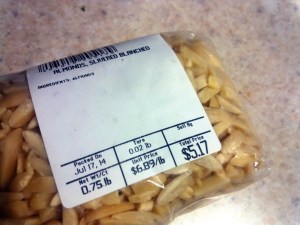 ALMONDS, SLIVERED BLANCHED
INGREDIENTS: ALMONDS
Packed On Tare Sell By
Jul 17, 14 0.02 lb
Net Wt/Ct Unit Price Total Price
0.75 lb $6.89/lb $5.17